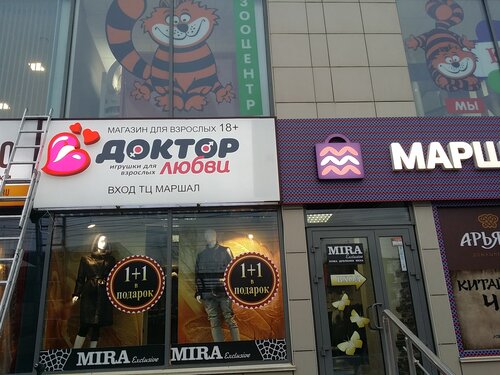 ЗООЦЕНТР
МЫ
МАГАЗИН ДЛЯ ВЗРОСЛЫХ 18+
ДОКТОР
игрушки для
взрослых
ЛЮБВИ
ВХОД ТЦ МАРШАЛ
МАРШ
1+1
в
подарок
1+1
в
подарок
MIRA Exclusive
MIRA Exclusive
MIRA
Exclusive
АРЬЯ
КИТА
Ч